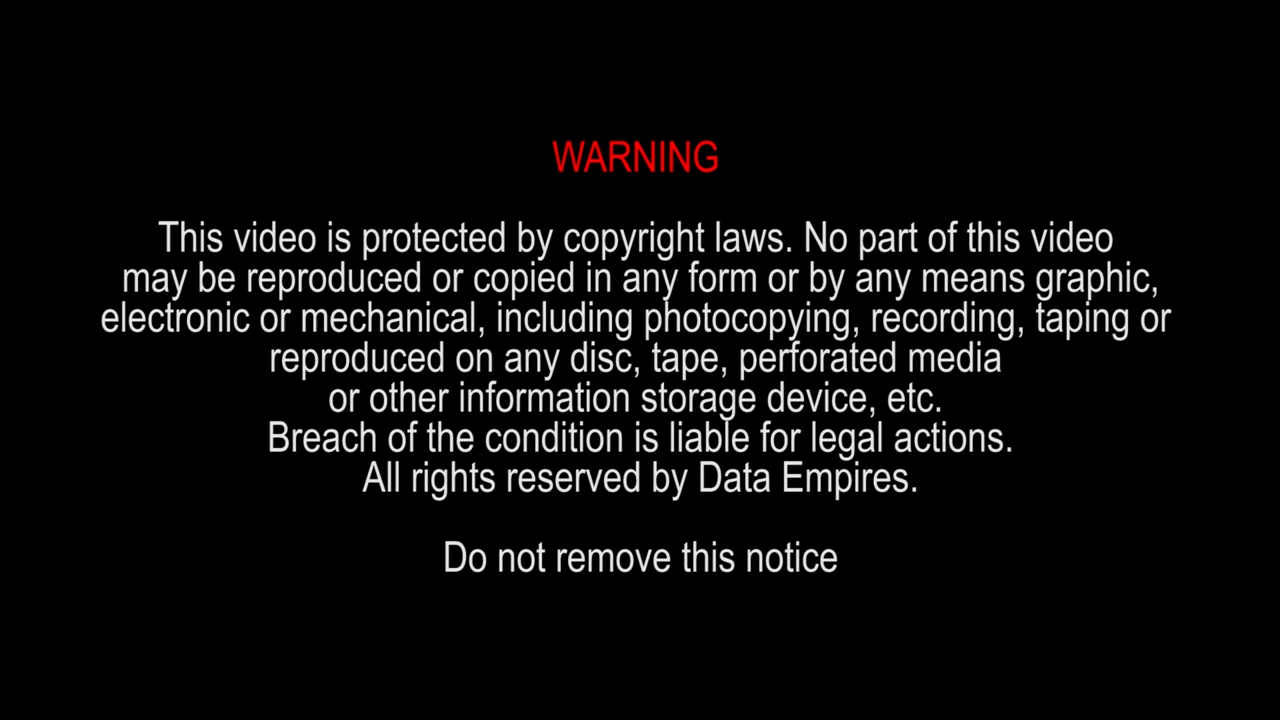 WARNING
This video is protected by copyright laws. No part of this video
may be reproduced or copied in any form or by any means graphic,
electronic or mechanical, including photocopying, recording, taping or
reproduced on any disc, tape, perforated media
or other information storage device, etc.
Breach of the condition is liable for legal actions.
All rights reserved by Data Empires.
Do not remove this notice